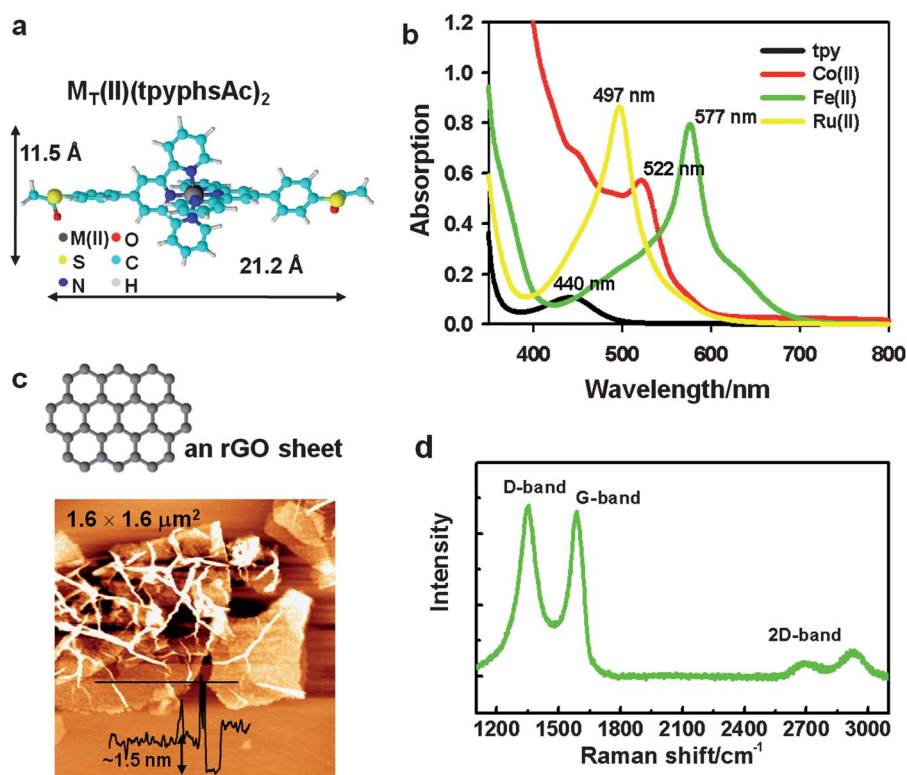 a
M_T(II)(tpyphsAc)₂
11.5 Å
M(II) O
S C
N H
21.2 Å
b
1.2
1.0
0.8
0.6
0.4
0.2
0.0
Absorption
tpy
Co(II)
Fe(II)
Ru(II)
497 nm
577 nm
522 nm
440 nm
400 500 600 700 800
Wavelength/nm
c
an rGO sheet
1.6 × 1.6 μm²
~1.5 nm
d
Intensity
D-band
G-band
2D-band
1200 1500 1800 2100 2400 2700 3000
Raman shift/cm⁻¹